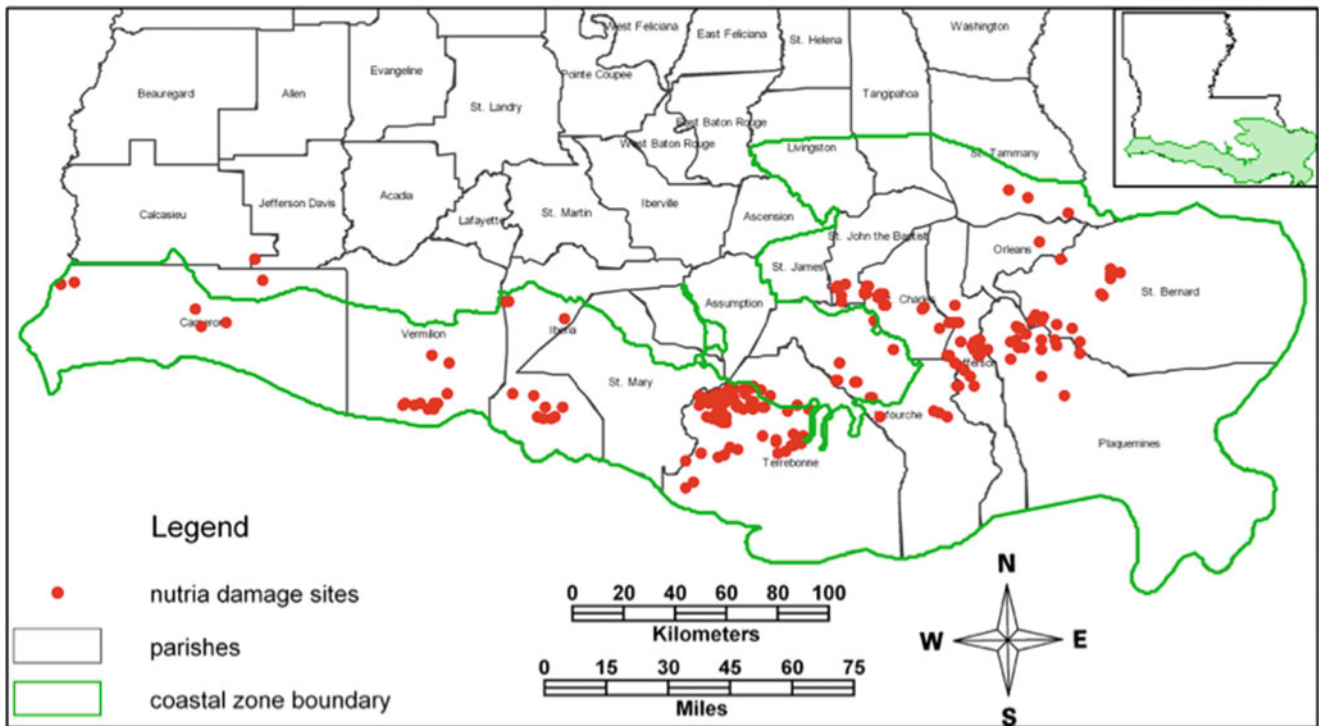 West Feliciana
East Feliciana
St. Helena
Washington
Evangeline
Pointe Coupee
Beauregard
Allen
St. Landry
Tangipahoa
East Baton Rouge
West Baton Rouge
Livingston
St. Tammany
Acadia
Calcasieu
Jefferson Davis
Lafayette
St. Martin
Iberville
Ascension
St. John the Baptist
Orleans
St. James
Assumption
St. Bernard
Cameron
Vermilion
Iberia
St. Mary
Plaquemines
Terrebonne
Legend
nutria damage sites
parishes
coastal zone boundary
0 20 40 60 80 100
Kilometers
0 15 30 45 60 75
Miles
N
W E
S